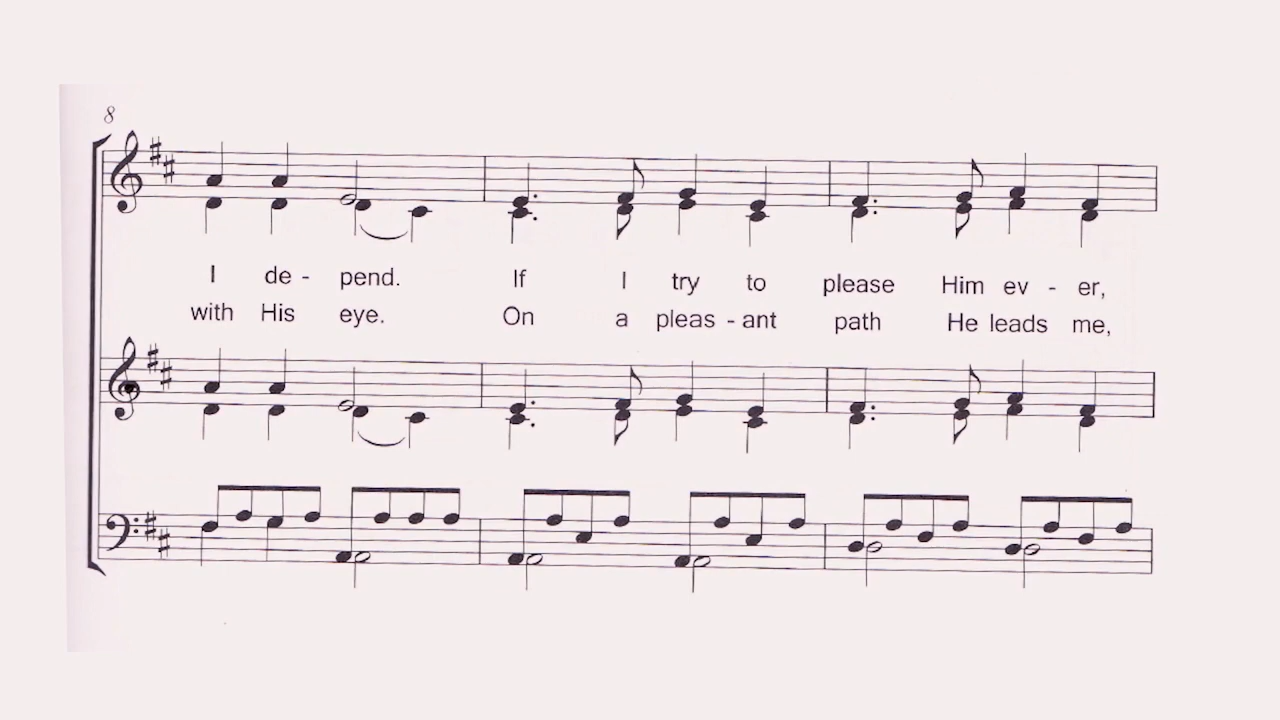 8
I de - pend. If I try to please Him ev - er,
with His eye. On a pleas - ant path He leads me,